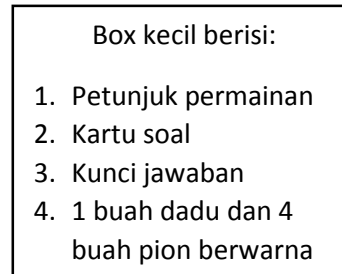 Box kecil berisi:
1. Petunjuk permainan
2. Kartu soal
3. Kunci jawaban
4. 1 buah dadu dan 4
buah pion berwarna